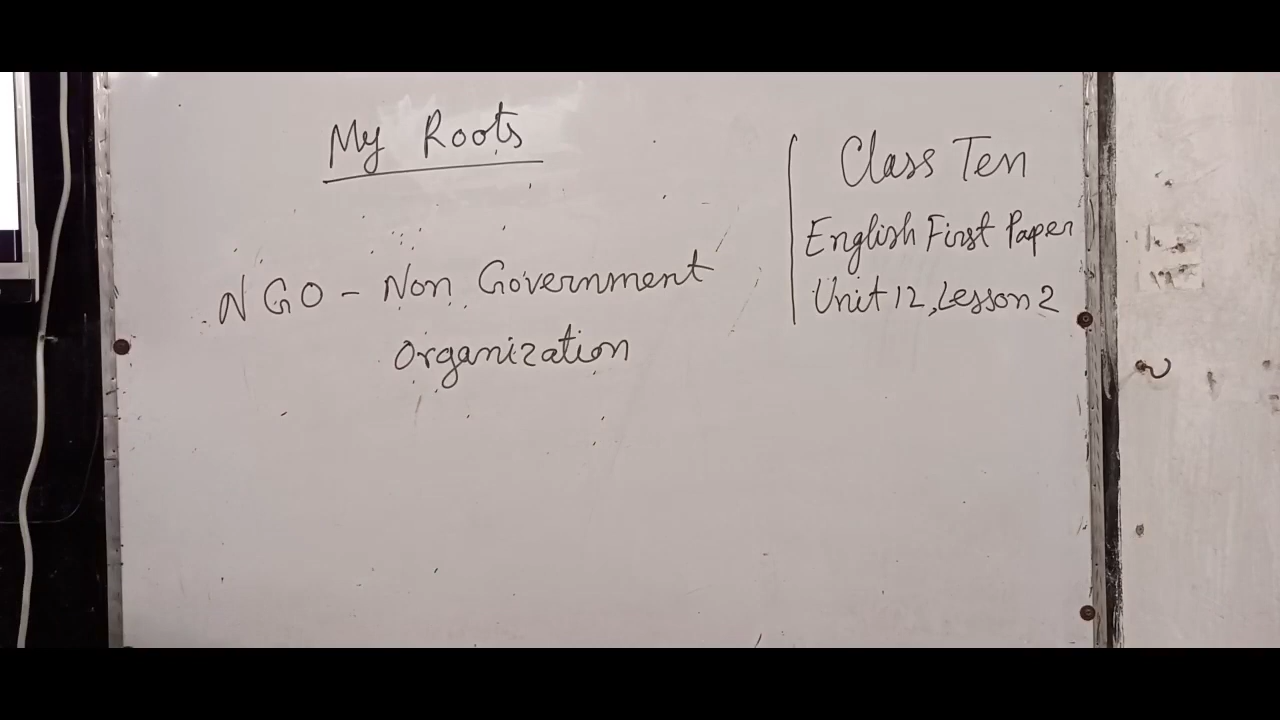 My Roots
NGO - Non Government
Organization
Class Ten
English First Paper
Unit 12, Lesson 2